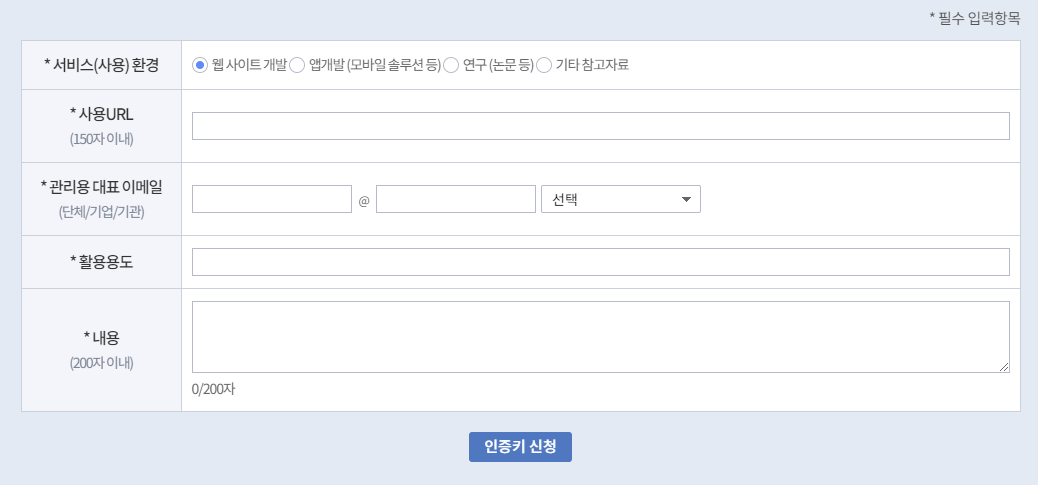 * 필수 입력항목
* 서비스(사용) 환경
웹 사이트 개발 앱개발 (모바일 솔루션 등) 연구 (논문 등) 기타 참고자료
* 사용URL
(150자 이내)
* 관리용 대표 이메일
(단체/기업/기관)
@ 선택
* 활용용도
* 내용
(200자 이내)
0/200자
인증키 신청